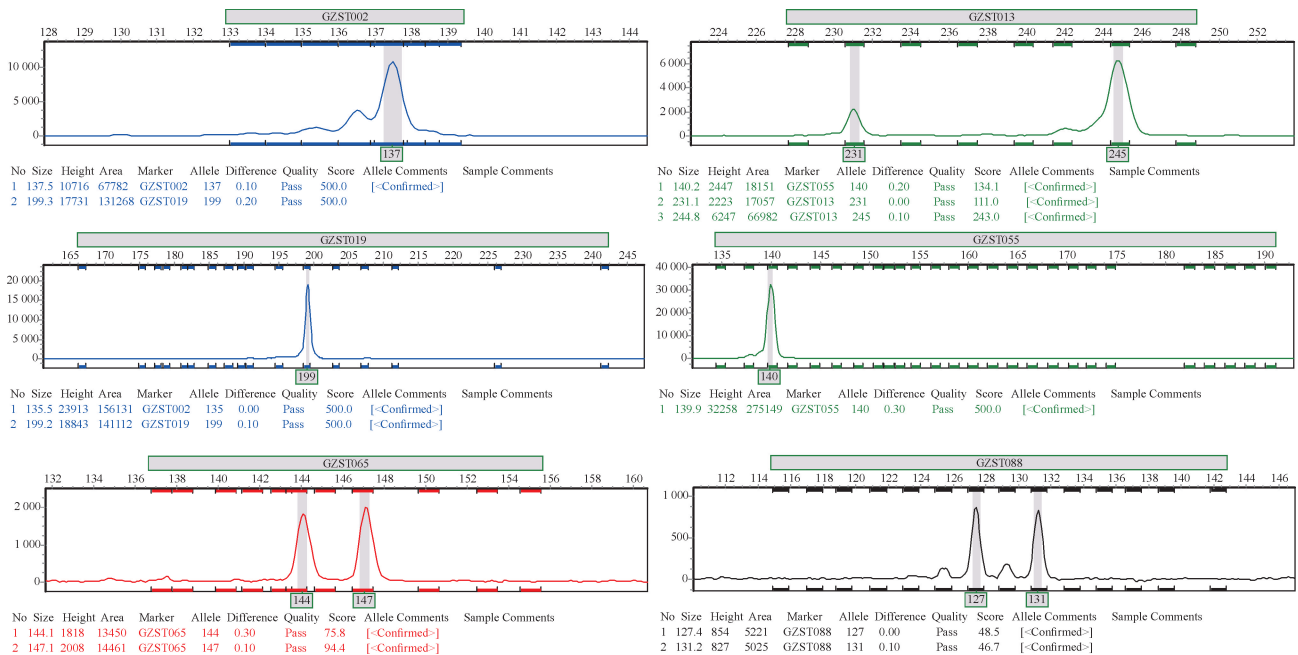 GZST002
128 129 130 131 132 133 134 135 136 137 138 139 140 141 142 143 144
10 000
5 000
0
137
No Size Height Area Marker Allele Difference Quality Score Allele Comments Sample Comments
1 137.5 10716 67782 GZST002 137 0.10 Pass 500.0 [<Confirmed>]
2 199.3 17731 131268 GZST019 199 0.20 Pass 500.0
GZST013
224 226 228 230 231 232 234 236 238 240 242 244 245 246 248 250 252
6 000
4 000
2 000
0
231 245
No Size Height Area Marker Allele Difference Quality Score Allele Comments Sample Comments
1 140.2 2447 18151 GZST055 140 0.20 Pass 134.1 [<Confirmed>]
2 231.1 2223 17057 GZST013 231 0.00 Pass 111.0 [<Confirmed>]
3 244.8 6247 66982 GZST013 245 0.10 Pass 243.0 [<Confirmed>]
GZST019
165 170 175 178 180 185 190 195 200 205 210 215 220 225 230 235 240 245
20 000
15 000
10 000
5 000
0
199
No Size Height Area Marker Allele Difference Quality Score Allele Comments Sample Comments
1 135.5 23913 156131 GZST002 135 0.00 Pass 500.0 [<Confirmed>]
2 199.2 18843 141112 GZST019 199 0.10 Pass 500.0 [<Confirmed>]
GZST055
135 140 145 150 155 160 165 170 175 180 185 190
40 000
30 000
20 000
10 000
0
140
No Size Height Area Marker Allele Difference Quality Score Allele Comments Sample Comments
1 139.9 32258 275149 GZST055 140 0.30 Pass 500.0 [<Confirmed>]
GZST065
132 134 136 138 140 142 144 146 148 150 152 154 156 158 160
2 000
1 000
0
144 147
No Size Height Area Marker Allele Difference Quality Score Allele Comments Sample Comments
1 144.1 1818 13450 GZST065 144 0.30 Pass 75.8 [<Confirmed>]
2 147.1 2008 14461 GZST065 147 0.10 Pass 94.4 [<Confirmed>]
GZST088
112 114 116 118 120 122 124 126 128 130 132 134 136 138 140 142 144 146
1 000
500
0
127 131
No Size Height Area Marker Allele Difference Quality Score Allele Comments Sample Comments
1 127.4 854 5221 GZST088 127 0.00 Pass 48.5 [<Confirmed>]
2 131.2 827 5025 GZST088 131 0.10 Pass 46.7 [<Confirmed>]